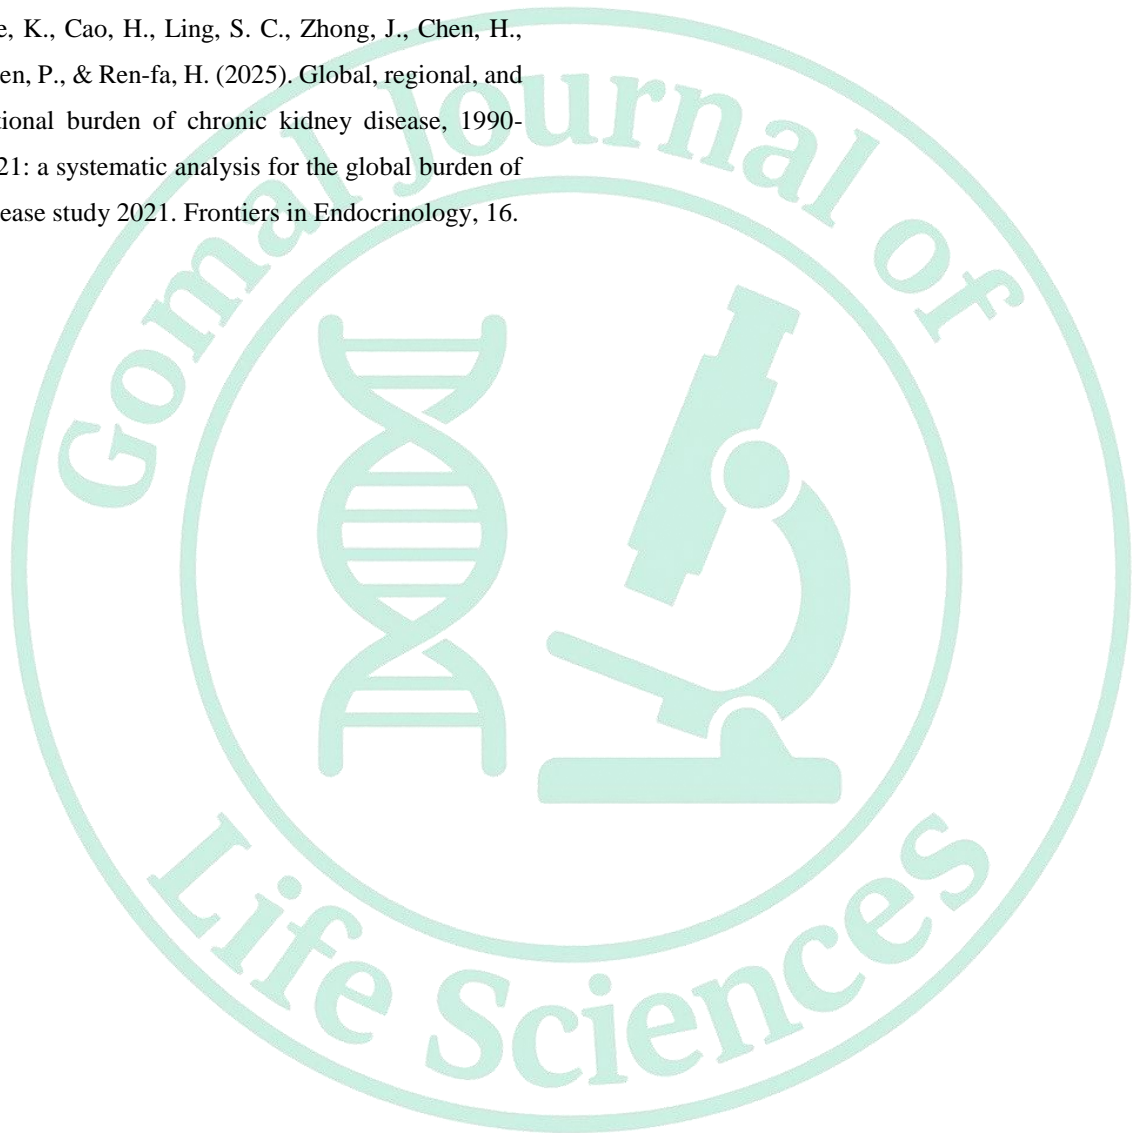 e, K., Cao, H., Ling, S. C., Zhong, J., Chen, H.,
en, P., & Ren-fa, H. (2025). Global, regional, and
tional burden of chronic kidney disease, 1990-
21: a systematic analysis for the global burden of
ease study 2021. Frontiers in Endocrinology, 16.
Gomal Journal of
Life Sciences